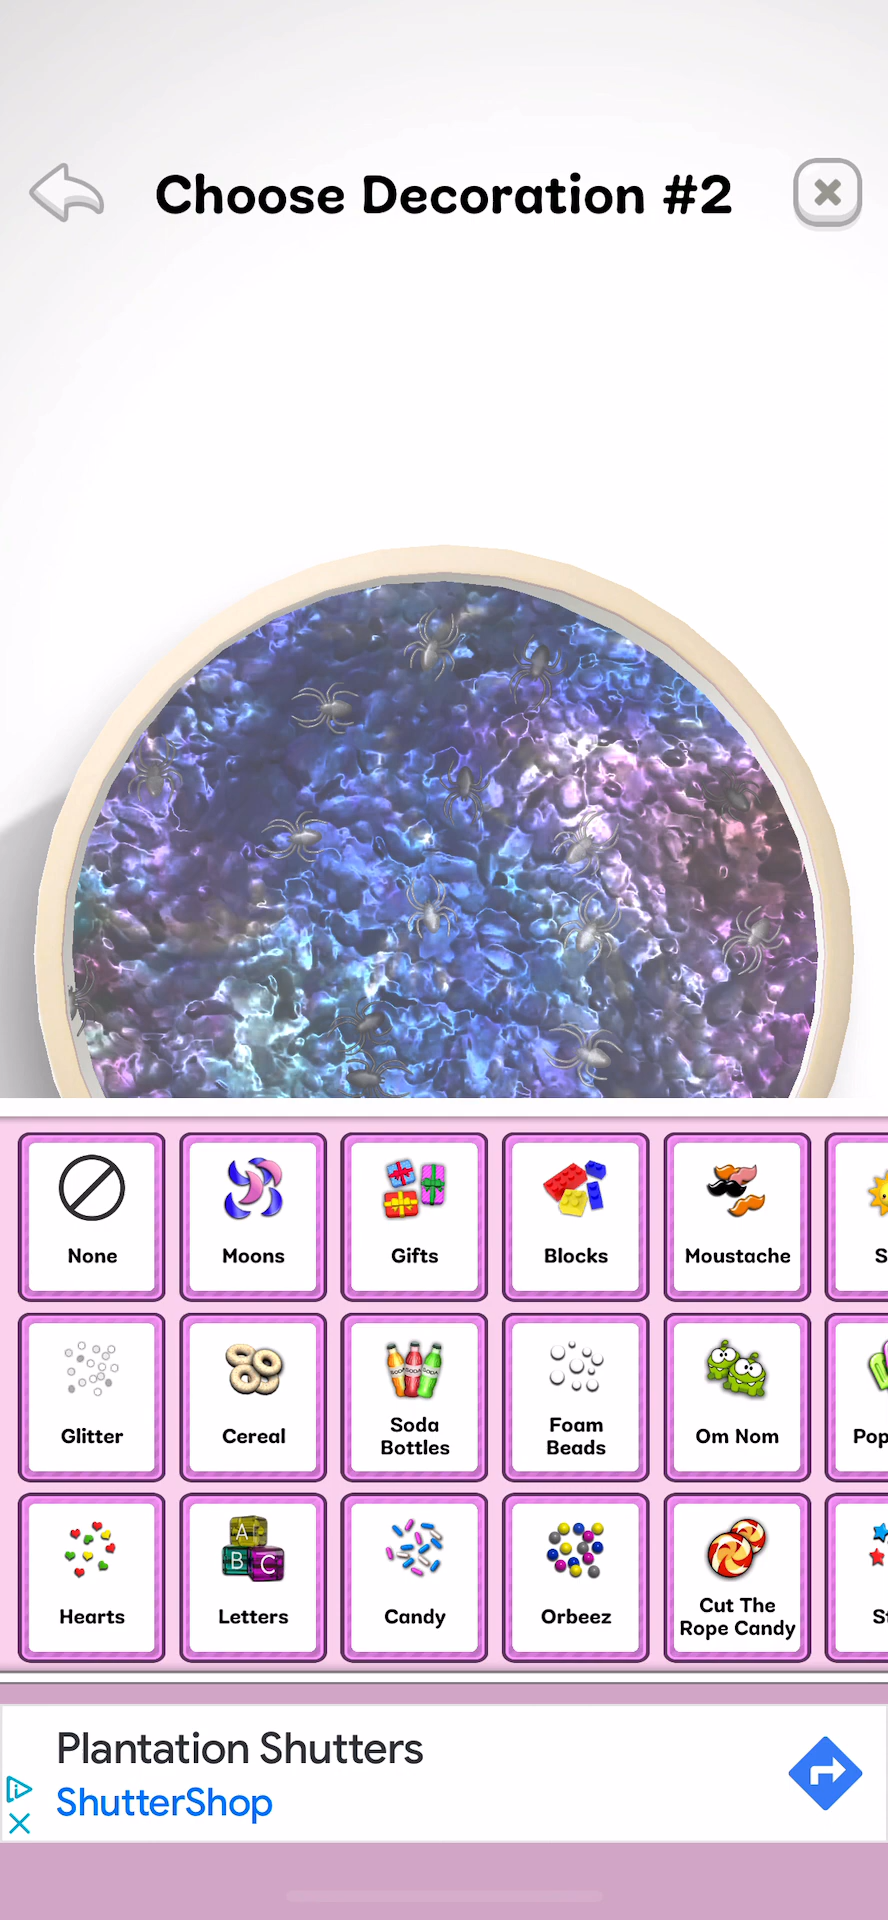 Choose Decoration #2
None
Moons
Gifts
Blocks
Moustache
Glitter
Cereal
Soda
Bottles
Foam
Beads
Om Nom
Pop
Hearts
Letters
A
B C
Candy
Orbeez
Cut The
Rope Candy
Plantation Shutters
ShutterShop